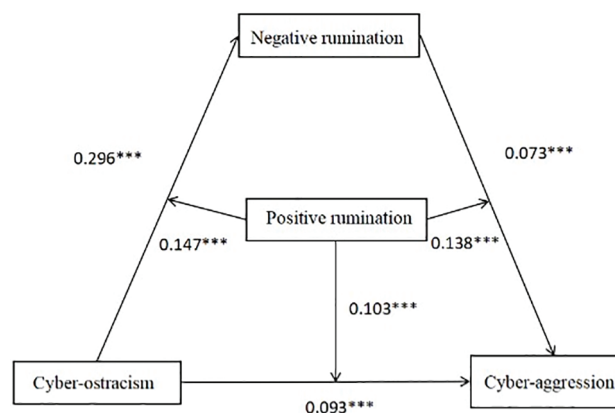 Negative rumination
0.296***
0.073***
Positive rumination
0.147***
0.138***
0.103***
Cyber-ostracism
Cyber-aggression
0.093***